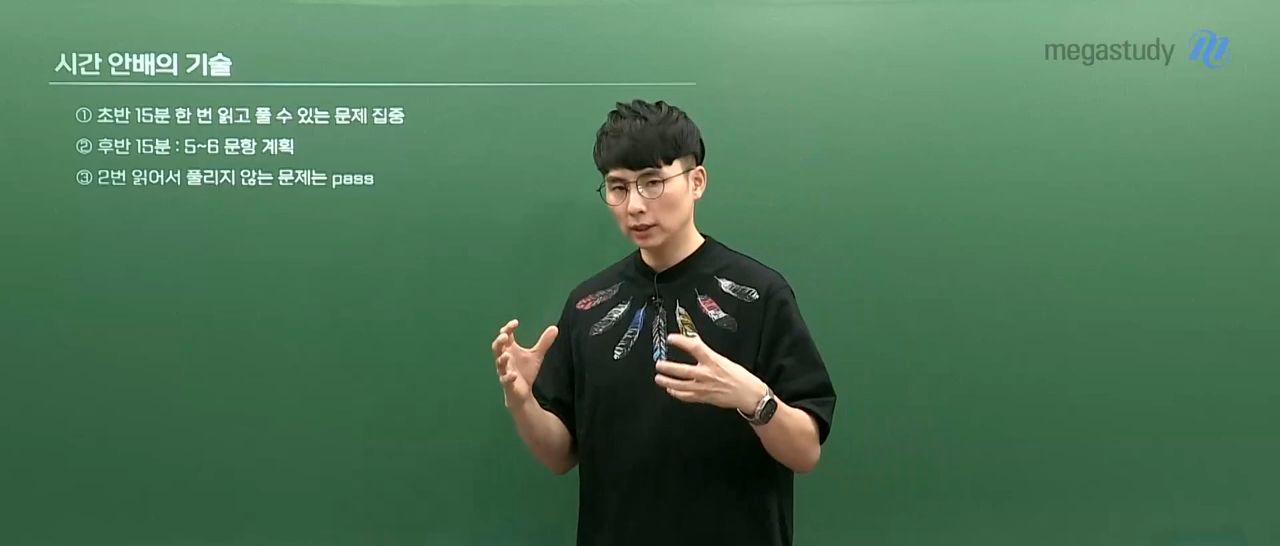 시간 안배의 기술
megastudy
① 초반 15분 한 번 읽고 풀 수 있는 문제 집중
② 후반 15분 : 5~6 문항 계획
③ 2번 읽어서 풀리지 않는 문제는 pass